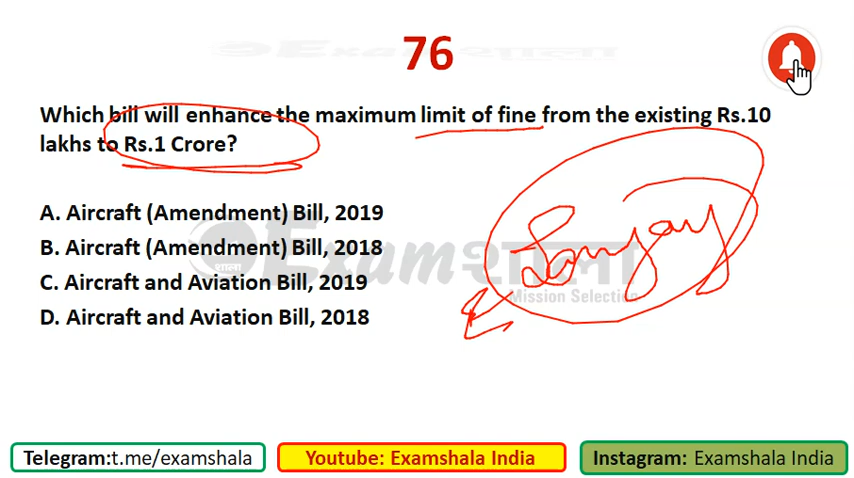 76
Which bill will enhance the maximum limit of fine from the existing Rs.10
lakhs to Rs.1 Crore?
A. Aircraft (Amendment) Bill, 2019
B. Aircraft (Amendment) Bill, 2018
C. Aircraft and Aviation Bill, 2019
D. Aircraft and Aviation Bill, 2018
Examशाला
शाला
Mission Selection
Telegram:t.me/examshala
Youtube: Examshala India
Instagram: Examshala India